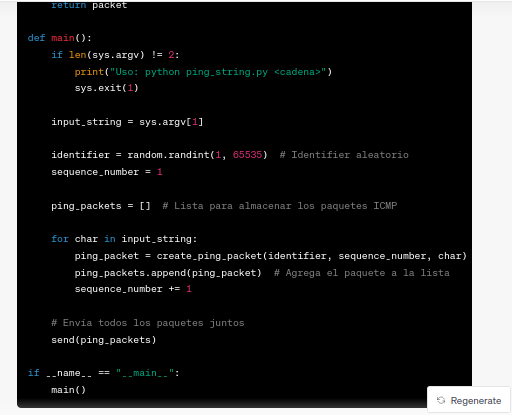 return packet
def main():
if len(sys.argv) != 2:
print("Uso: python ping_string.py <cadena>")
sys.exit(1)
input_string = sys.argv[1]
identifier = random.randint(1, 65535)  # Identifier aleatorio
sequence_number = 1
ping_packets = []  # Lista para almacenar los paquetes ICMP
for char in input_string:
ping_packet = create_ping_packet(identifier, sequence_number, char)
ping_packets.append(ping_packet)  # Agrega el paquete a la lista
sequence_number += 1
# Envía todos los paquetes juntos
send(ping_packets)
if __name__ == "__main__":
main()
Regenerate